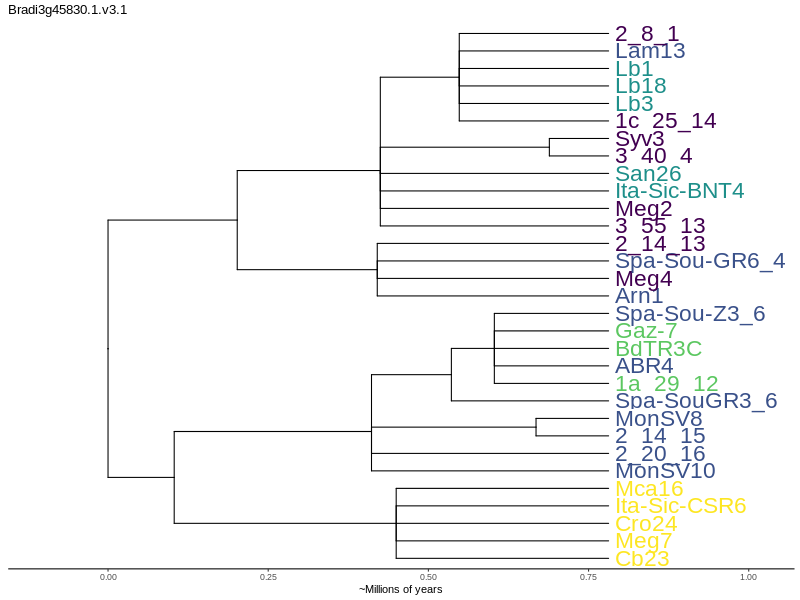 Bradi3g45830.1.v3.1
2_8_1
Lam13
Lb1
Lb18
Lb3
1c_25_14
Syv3
3_40_4
San26
Ita-Sic-BNT4
Meg2
3_55_13
2_14_13
Spa-Sou-GR6_4
Meg4
Arn1
Spa-Sou-Z3_6
Gaz-7
BdTR3C
ABR4
1a_29_12
Spa-SouGR3_6
MonSV8
2_14_15
2_20_16
MonSV10
Mca16
Ita-Sic-CSR6
Cro24
Meg7
Cb23
0.00 0.25 0.50 0.75 1.00
~Millions of years